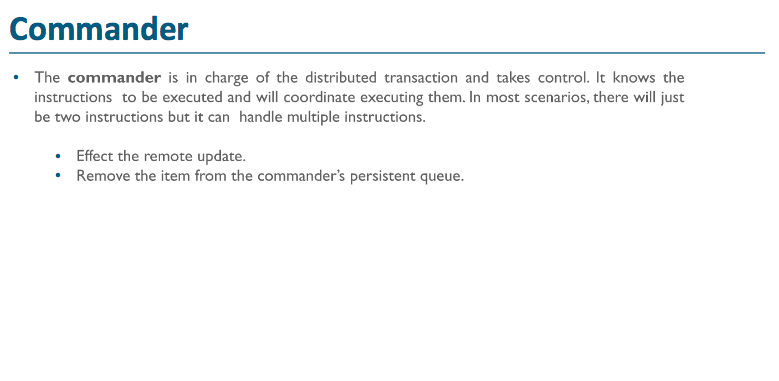 Commander
• The commander is in charge of the distributed transaction and takes control. It knows the
instructions to be executed and will coordinate executing them. In most scenarios, there will just
be two instructions but it can handle multiple instructions.
• Effect the remote update.
• Remove the item from the commander's persistent queue.